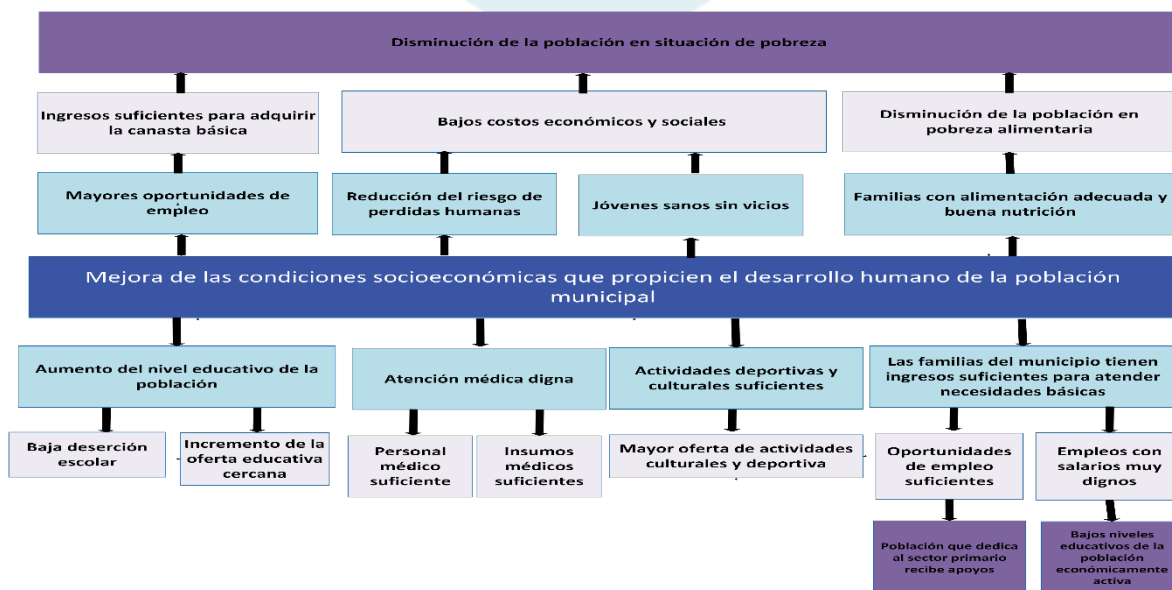 Disminución de la población en situación de pobreza
Ingresos suficientes para adquirir
la canasta básica
Bajos costos económicos y sociales
Disminución de la población en
pobreza alimentaria
Mayores oportunidades de
empleo
Reducción del riesgo de
perdidas humanas
Jóvenes sanos sin vicios
Familias con alimentación adecuada y
buena nutrición
Mejora de las condiciones socioeconómicas que propicien el desarrollo humano de la población
municipal
Aumento del nivel educativo de la
población
Atención médica digna
Actividades deportivas y
culturales suficientes
Las familias del municipio tienen
ingresos suficientes para atender
necesidades básicas
Baja deserción
escolar
Incremento de la
oferta educativa
cercana
Personal
médico
suficiente
Insumos
médicos
suficientes
Mayor oferta de actividades
culturales y deportiva
Oportunidades
de empleo
suficientes
Empleos con
salarios muy
dignos
Población que dedica
al sector primario
recibe apoyos
Bajos niveles
educativos de la
población
económicamente
activa